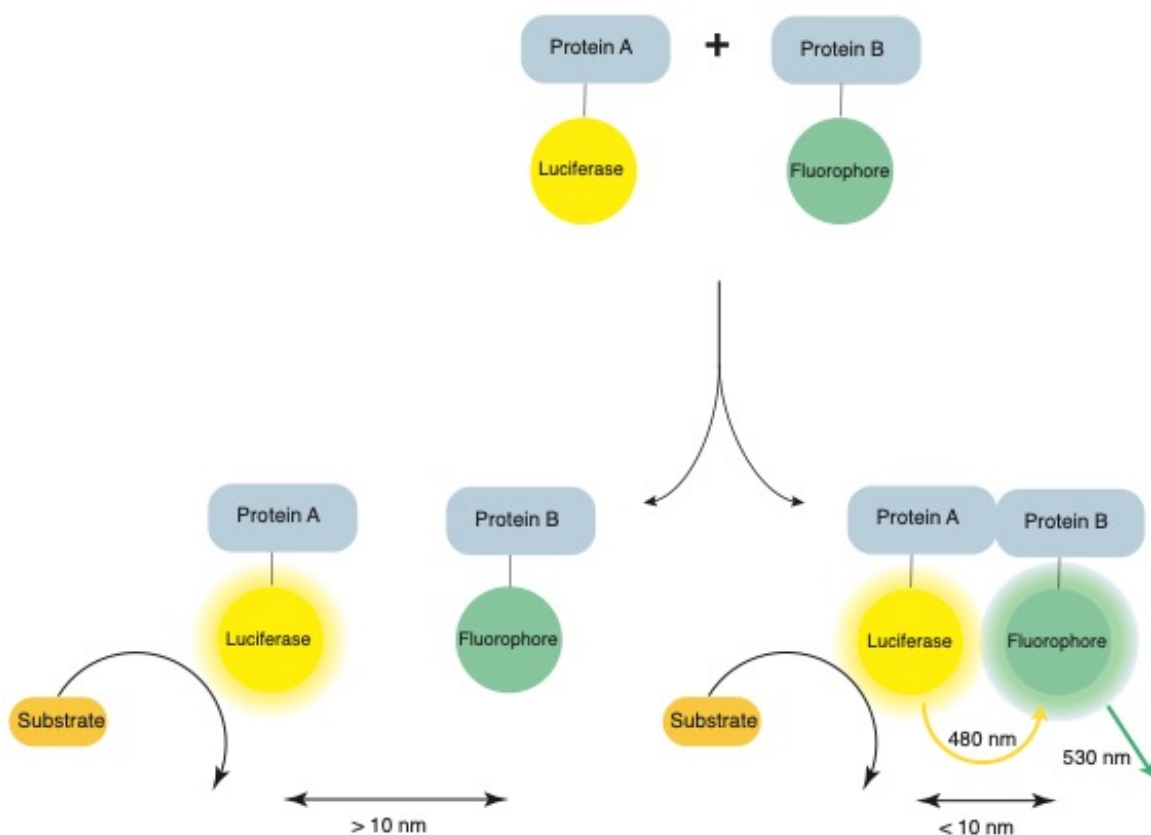 Protein A
+
Protein B
Luciferase
Fluorophore
Protein A
Protein B
Luciferase
Fluorophore
Substrate
> 10 nm
Protein A
Protein B
Luciferase
Fluorophore
Substrate
480 nm
530 nm
< 10 nm